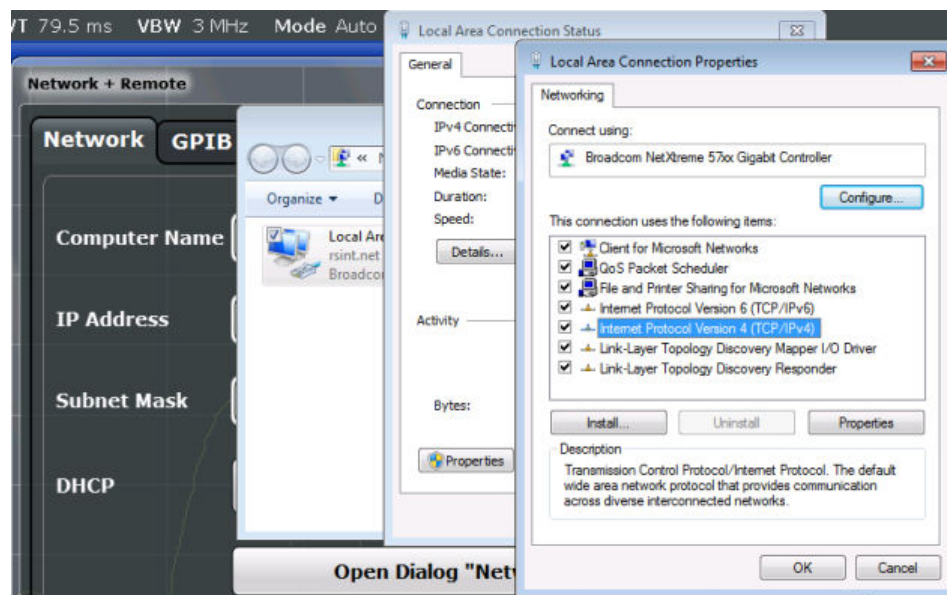 VT 79.5 ms VBW 3 MHz Mode Auto
Network + Remote
Network GPIB
Computer Name
IP Address
Subnet Mask
DHCP
Organize
Local Are
rsint.net
Broadco
Open Dialog "Netw
Local Area Connection Status
General
Connection
IPv4 Connecti
IPv6 Connecti
Media State:
Duration:
Speed:
Details...
Activity
Bytes:
Properties
Local Area Connection Properties
Networking
Connect using:
Broadcom NetXtreme 57xx Gigabit Controller
Configure...
This connection uses the following items:
Client for Microsoft Networks
QoS Packet Scheduler
File and Printer Sharing for Microsoft Networks
Internet Protocol Version 6 (TCP/IPv6)
Internet Protocol Version 4 (TCP/IPv4)
Link-Layer Topology Discovery Mapper I/O Driver
Link-Layer Topology Discovery Responder
Install... Uninstall Properties
Description
Transmission Control Protocol/Internet Protocol. The default
wide area network protocol that provides communication
across diverse interconnected networks.
OK Cancel